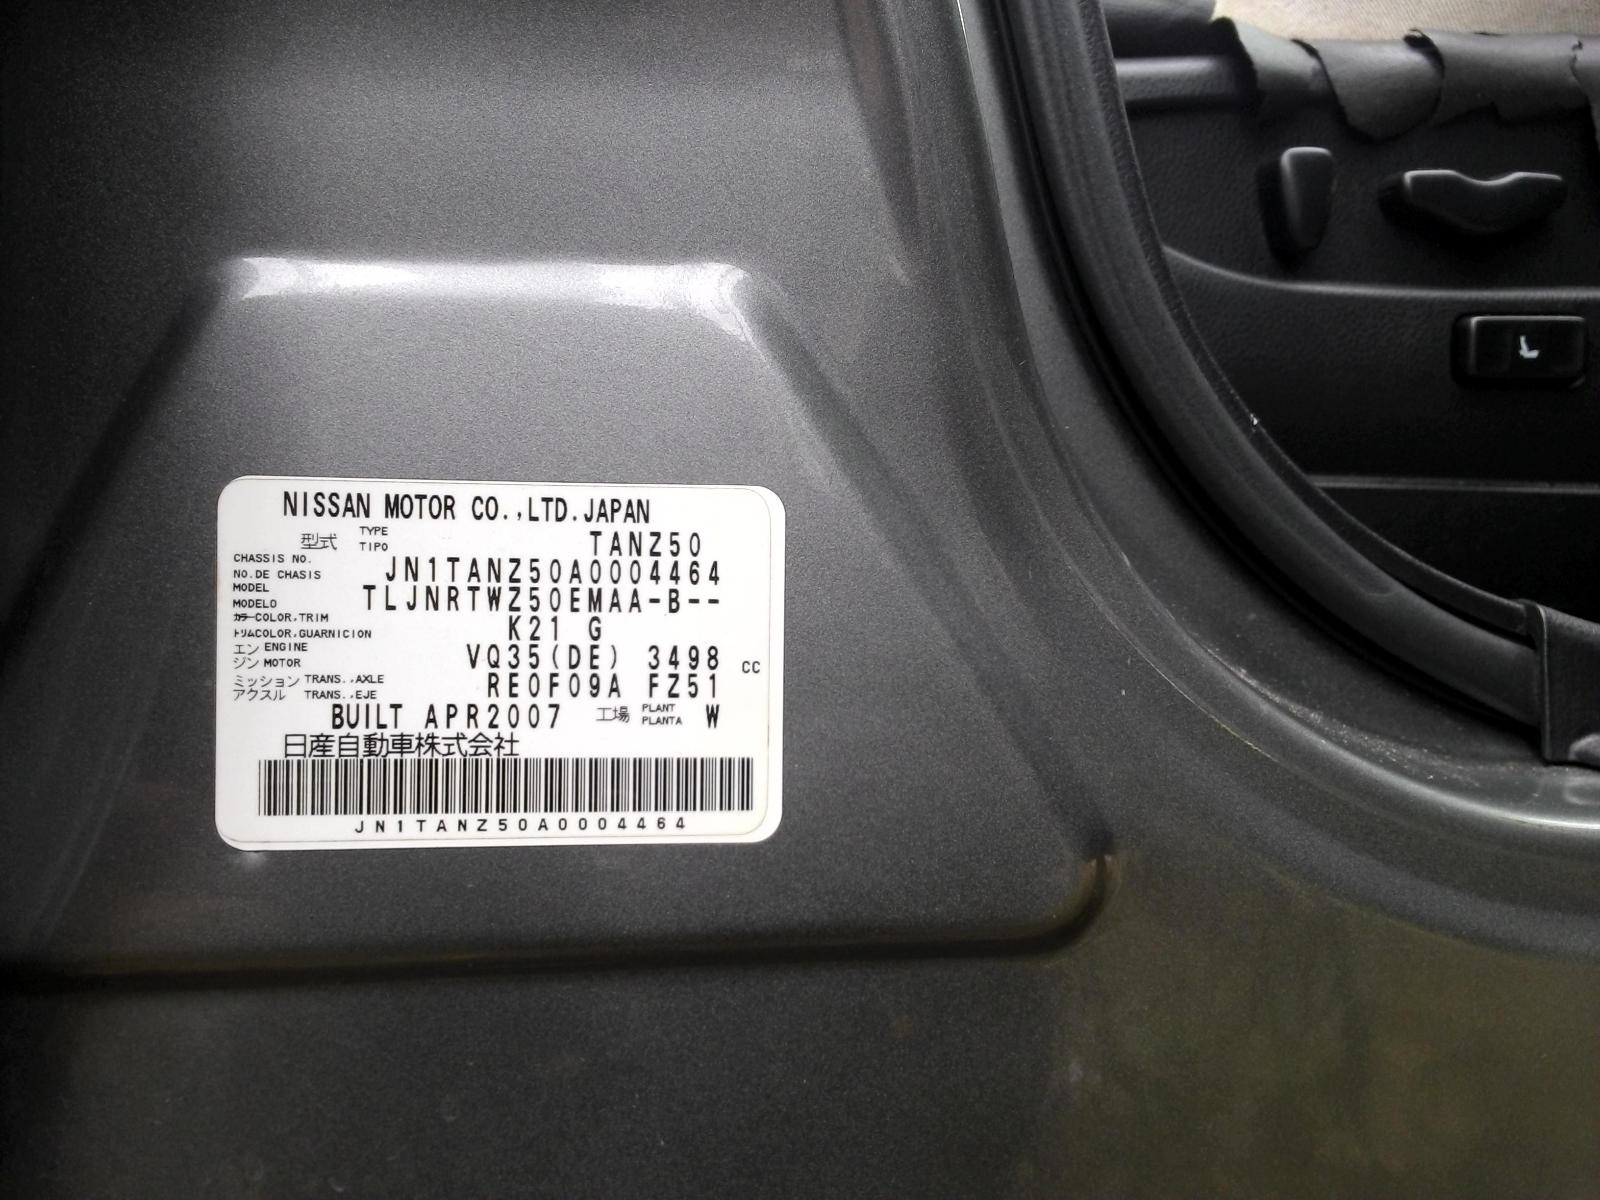 NISSAN MOTOR CO.,LTD.JAPAN
型式 TYPE TIPO TANZ50
CHASSIS NO. NO.DE CHASIS JN1TANZ50A0004464
MODEL MODELO TLJNRTWZ50EMAA-B--
カラー COLOR,TRIM トリム COLOR,GUARNICION K21 G
エンジン ENGINE MOTOR VQ35(DE) 3498 CC
ミッション アクスル TRANS.,AXLE TRANS.,EJE RE0F09A FZ51
BUILT APR2007 工場 PLANT PLANTA W
日産自動車株式会社
JN1TANZ50A0004464